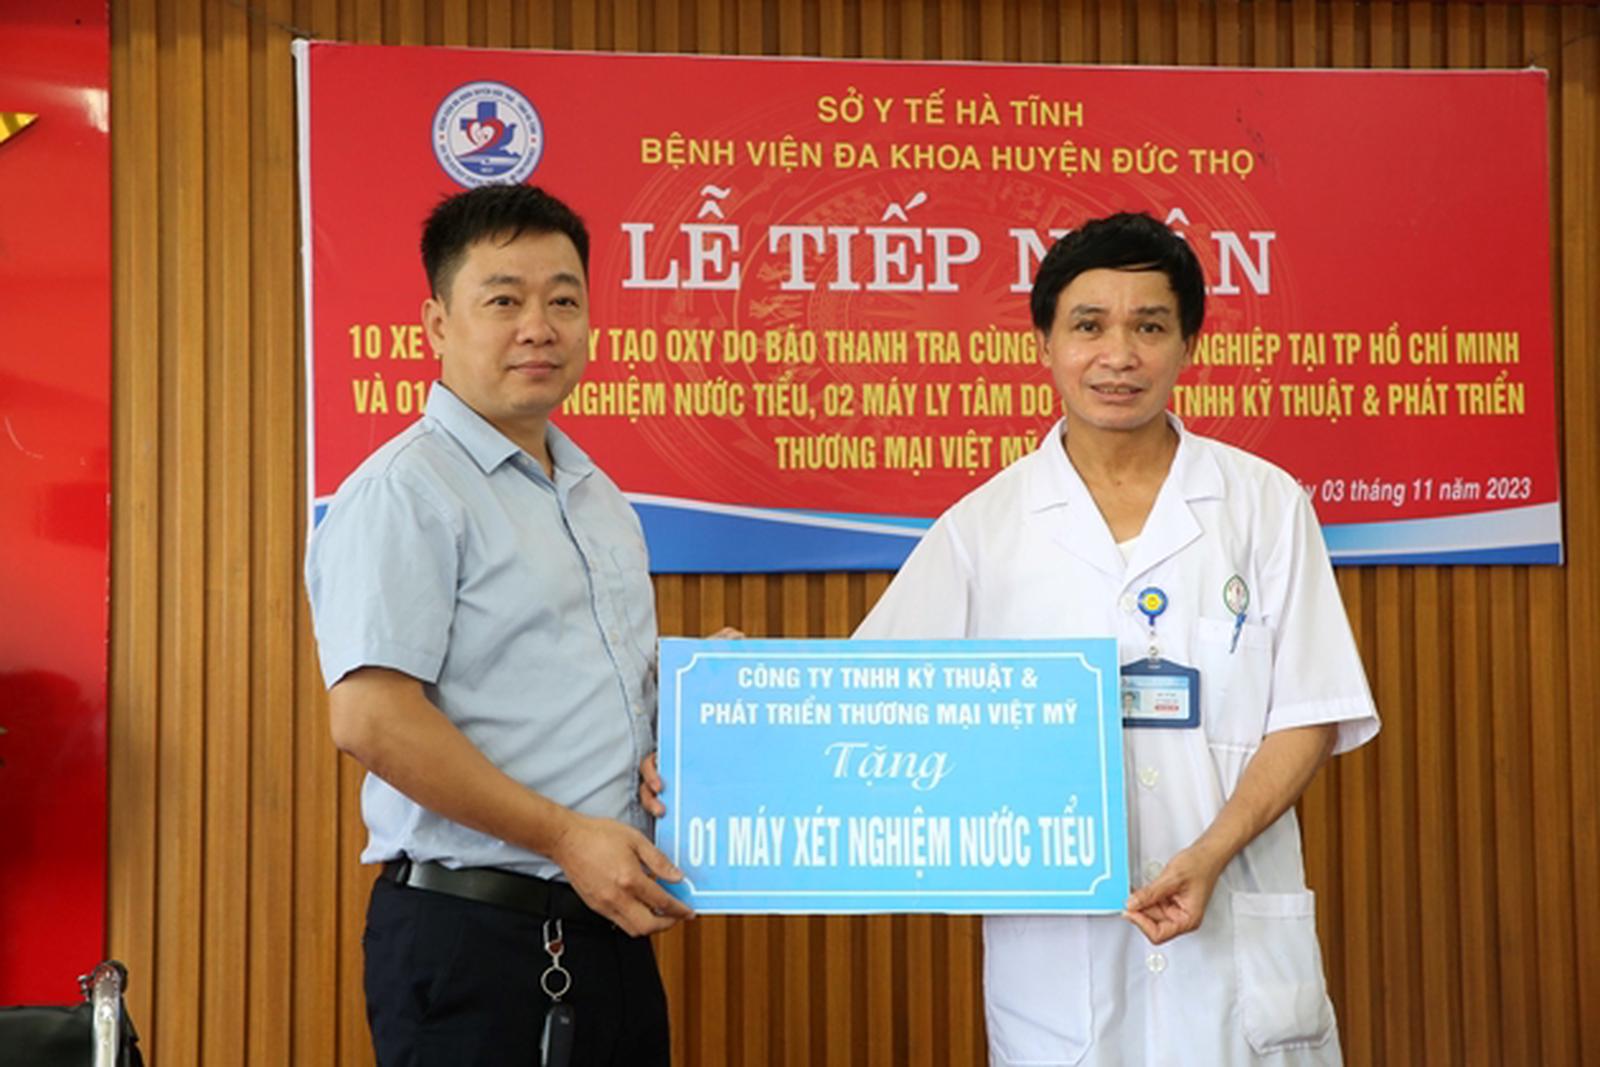 SỞ Y TẾ HÀ TĨNH
BỆNH VIỆN ĐA KHOA HUYỆN ĐỨC THỌ
LỄ TIẾP
10 XE TẠO OXY DO BÁO THANH TRA CÙNG NGHIỆP TẠI TP HỒ CHÍ MINH
VÀ 01 NGHIỆM NƯỚC TIỂU, 02 MÁY LY TÂM DO TNHH KỸ THUẬT & PHÁT TRIỂN
THƯƠNG MẠI VIỆT MỸ
03 tháng 11 năm 2023
CÔNG TY TNHH KỸ THUẬT &
PHÁT TRIỂN THƯƠNG MẠI VIỆT MỸ
Tặng
01 MÁY XÉT NGHIỆM NƯỚC TIỂU